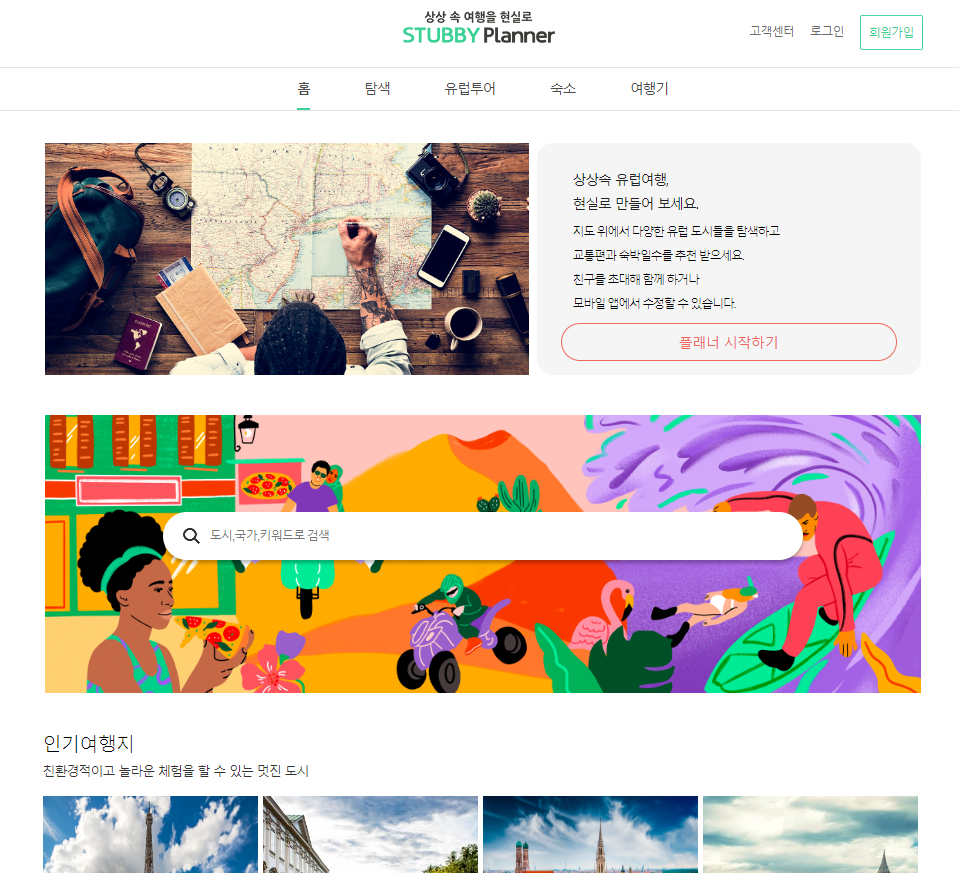 상상 속 여행을 현실로
STUBBY Planner
고객센터 로그인 회원가입
홈 탐색 유럽투어 숙소 여행기
상상속 유럽여행,
현실로 만들어 보세요.
지도 위에서 다양한 유럽 도시들을 탐색하고
교통편과 숙박일수를 추천 받으세요.
친구를 초대해 함께 하거나
모바일 앱에서 수정할 수 있습니다.
플래너 시작하기
PASSPORT
도시,국가,키워드로 검색
인기여행지
친환경적이고 놀라운 체험을 할 수 있는 멋진 도시